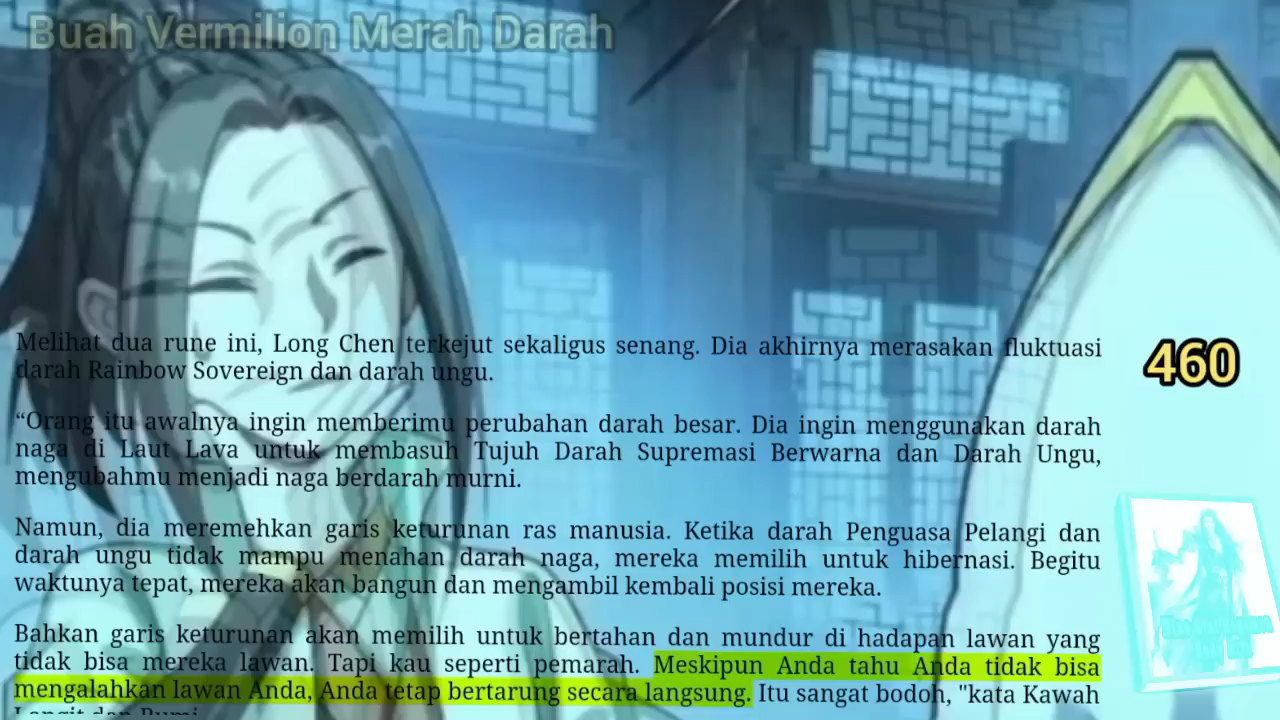 Buah Vermilion Merah Darah
Melihat dua rune ini, Long Chen terkejut sekaligus senang. Dia akhirnya merasakan fluktuasi
darah Rainbow Sovereign dan darah ungu.
460
“Orang itu awalnya ingin memberimu perubahan darah besar. Dia ingin menggunakan darah
naga di Laut Lava untuk membasuh Tujuh Darah Supremasi Berwarna dan Darah Ungu,
mengubahmu menjadi naga berdarah murni.
Namun, dia meremehkan garis keturunan ras manusia. Ketika darah Penguasa Pelangi dan
darah ungu tidak mampu menahan darah naga, mereka memilih untuk hibernasi. Begitu
waktunya tepat, mereka akan bangun dan mengambil kembali posisi mereka.
Bahkan garis keturunan akan memilih untuk bertahan dan mundur di hadapan lawan yang
tidak bisa mereka lawan. Tapi kau seperti pemarah. Meskipun Anda tahu Anda tidak bisa
mengalahkan lawan Anda, Anda tetap bertarung secara langsung. Itu sangat bodoh, "kata Kawah